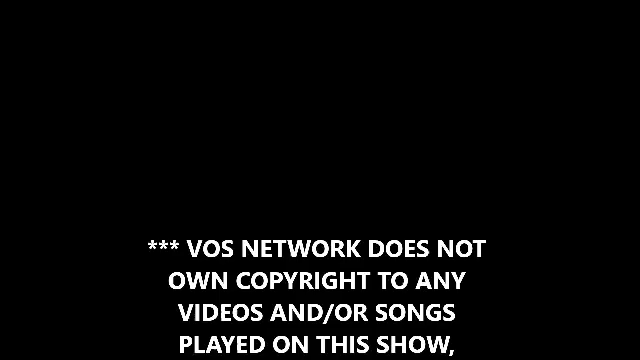 *** VOS NETWORK DOES NOT
OWN COPYRIGHT TO ANY
VIDEOS AND/OR SONGS
PLAYED ON THIS SHOW,